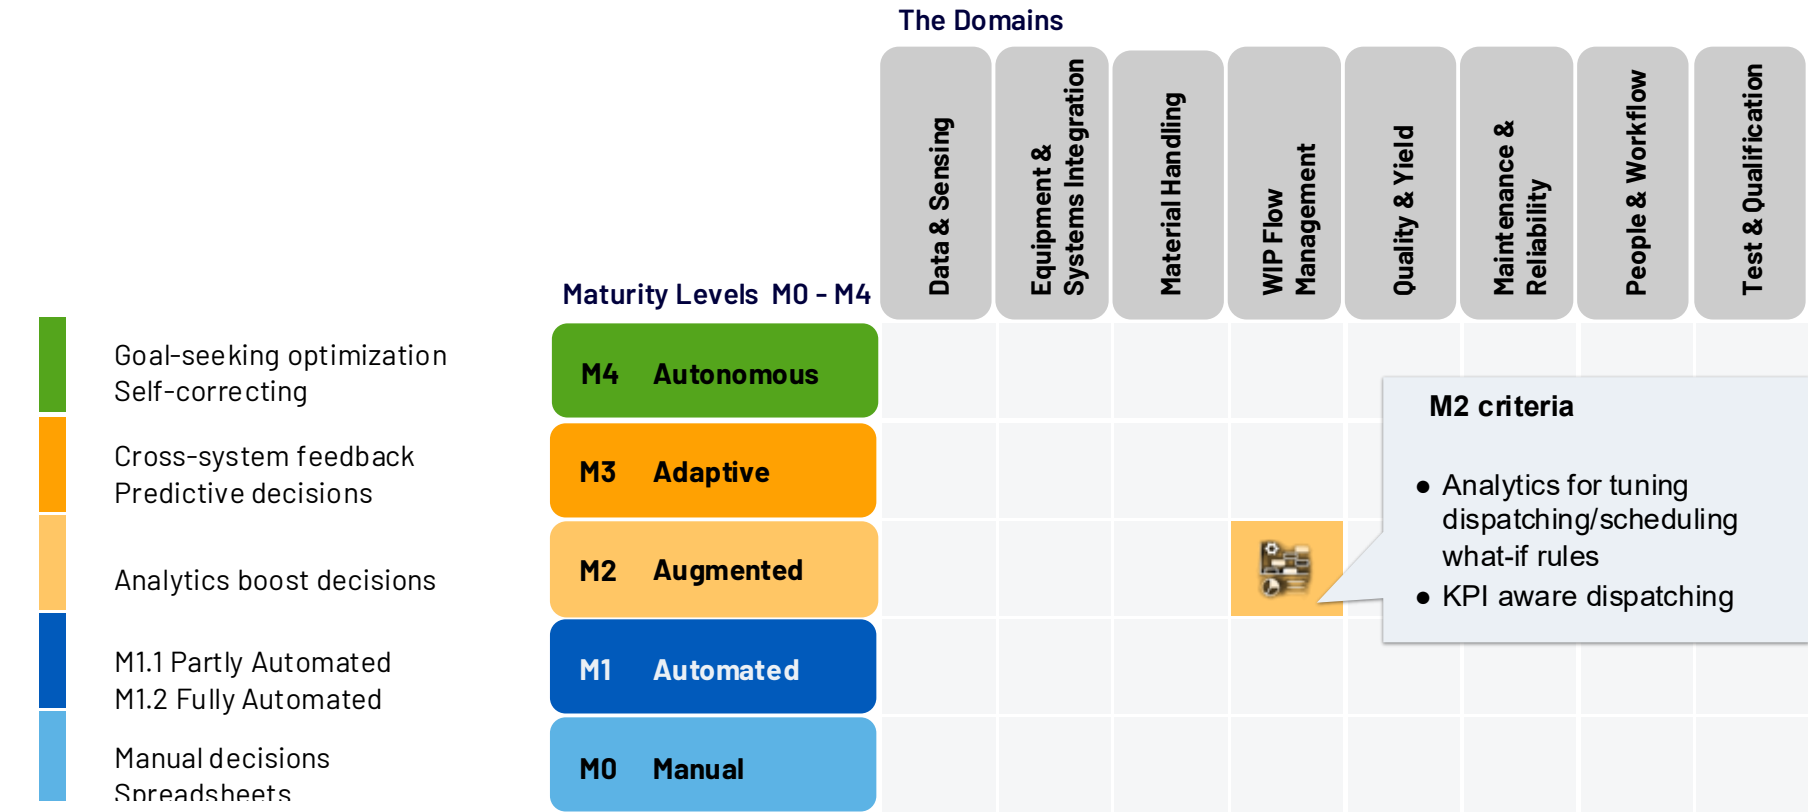 The Domains
Data & Sensing
Equipment &
Systems Integration
Material Handling
WIP Flow
Management
Quality & Yield
Maintenance &
Reliability
People & Workflow
Test & Qualification
Maturity Levels M0 - M4
Goal-seeking optimization
Self-correcting
M4 Autonomous
Cross-system feedback
Predictive decisions
M3 Adaptive
Analytics boost decisions
M2 Augmented
M1.1 Partly Automated
M1.2 Fully Automated
M1 Automated
Manual decisions
Spreadsheets
M0 Manual
M2 criteria
● Analytics for tuning
dispatching/scheduling
what-if rules
● KPI aware dispatching